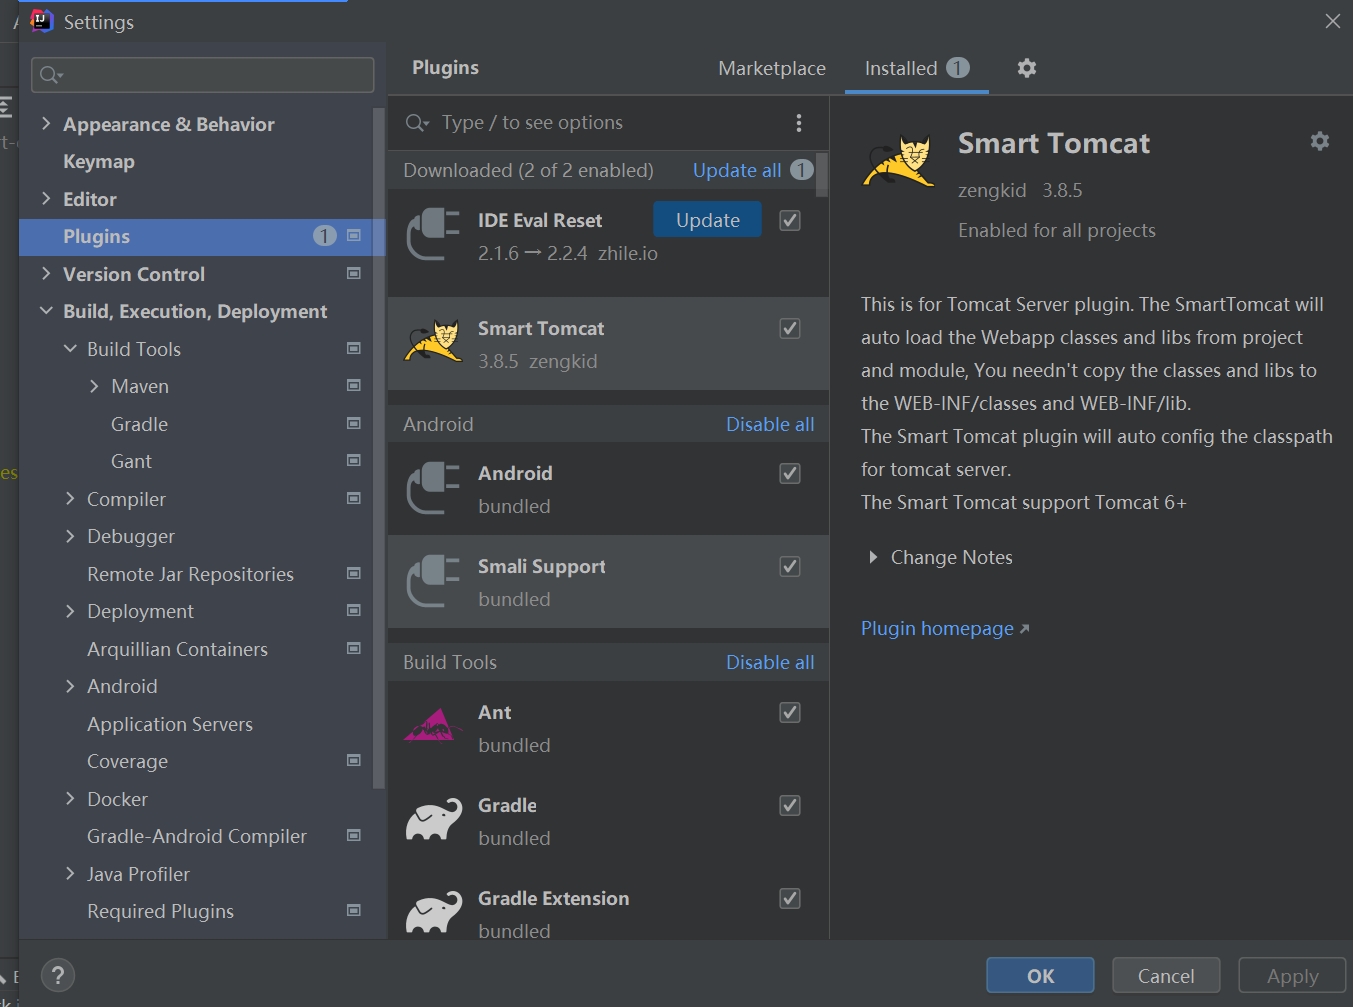 Settings
Appearance & Behavior
Keymap
Editor
Plugins 1
Version Control
Build, Execution, Deployment
Build Tools
Maven
Gradle
Gant
Compiler
Debugger
Remote Jar Repositories
Deployment
Arquillian Containers
Android
Application Servers
Coverage
Docker
Gradle-Android Compiler
Java Profiler
Required Plugins
Plugins
Marketplace
Installed 1
Type / to see options
Downloaded (2 of 2 enabled) Update all 1
IDE Eval Reset Update
2.1.6 → 2.2.4 zhile.io
Smart Tomcat
3.8.5 zengkid
Android Disable all
Android
bundled
Smali Support
bundled
Build Tools Disable all
Ant
bundled
Gradle
bundled
Gradle Extension
bundled
Smart Tomcat
zengkid 3.8.5
Enabled for all projects
This is for Tomcat Server plugin. The SmartTomcat will
auto load the Webapp classes and libs from project
and module, You needn't copy the classes and libs to
the WEB-INF/classes and WEB-INF/lib.
The Smart Tomcat plugin will auto config the classpath
for tomcat server.
The Smart Tomcat support Tomcat 6+
Change Notes
Plugin homepage
?
OK
Cancel
Apply